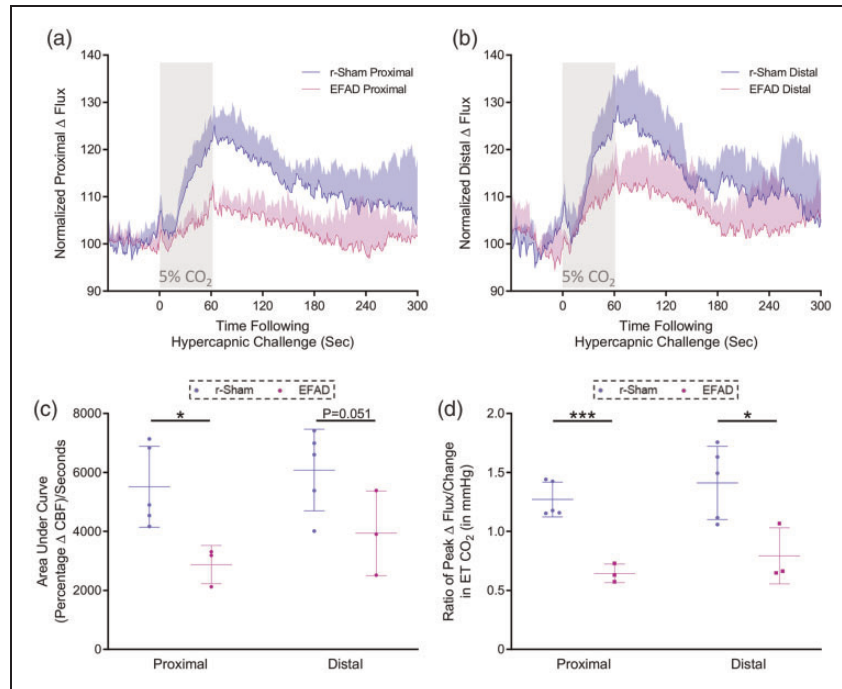 (a)
140
130
120
110
100
90
Normalized Proximal Δ Flux
r-Sham Proximal
EFAD Proximal
5% CO₂
0 60 120 180 240 300
Time Following
Hypercapnic Challenge (Sec)
(b)
140
130
120
110
100
90
Normalized Distal Δ Flux
r-Sham Distal
EFAD Distal
5% CO₂
0 60 120 180 240 300
Time Following
Hypercapnic Challenge (Sec)
(c)
r-Sham EFAD
8000
6000
4000
2000
0
Area Under Curve
(Percentage Δ CBF)/Seconds
*
P=0.051
Proximal Distal
(d)
r-Sham EFAD
2.0
1.5
1.0
0.5
0.0
Ratio of Peak Δ Flux/Change
in ET CO₂ (in mmHg)
***
*
Proximal Distal